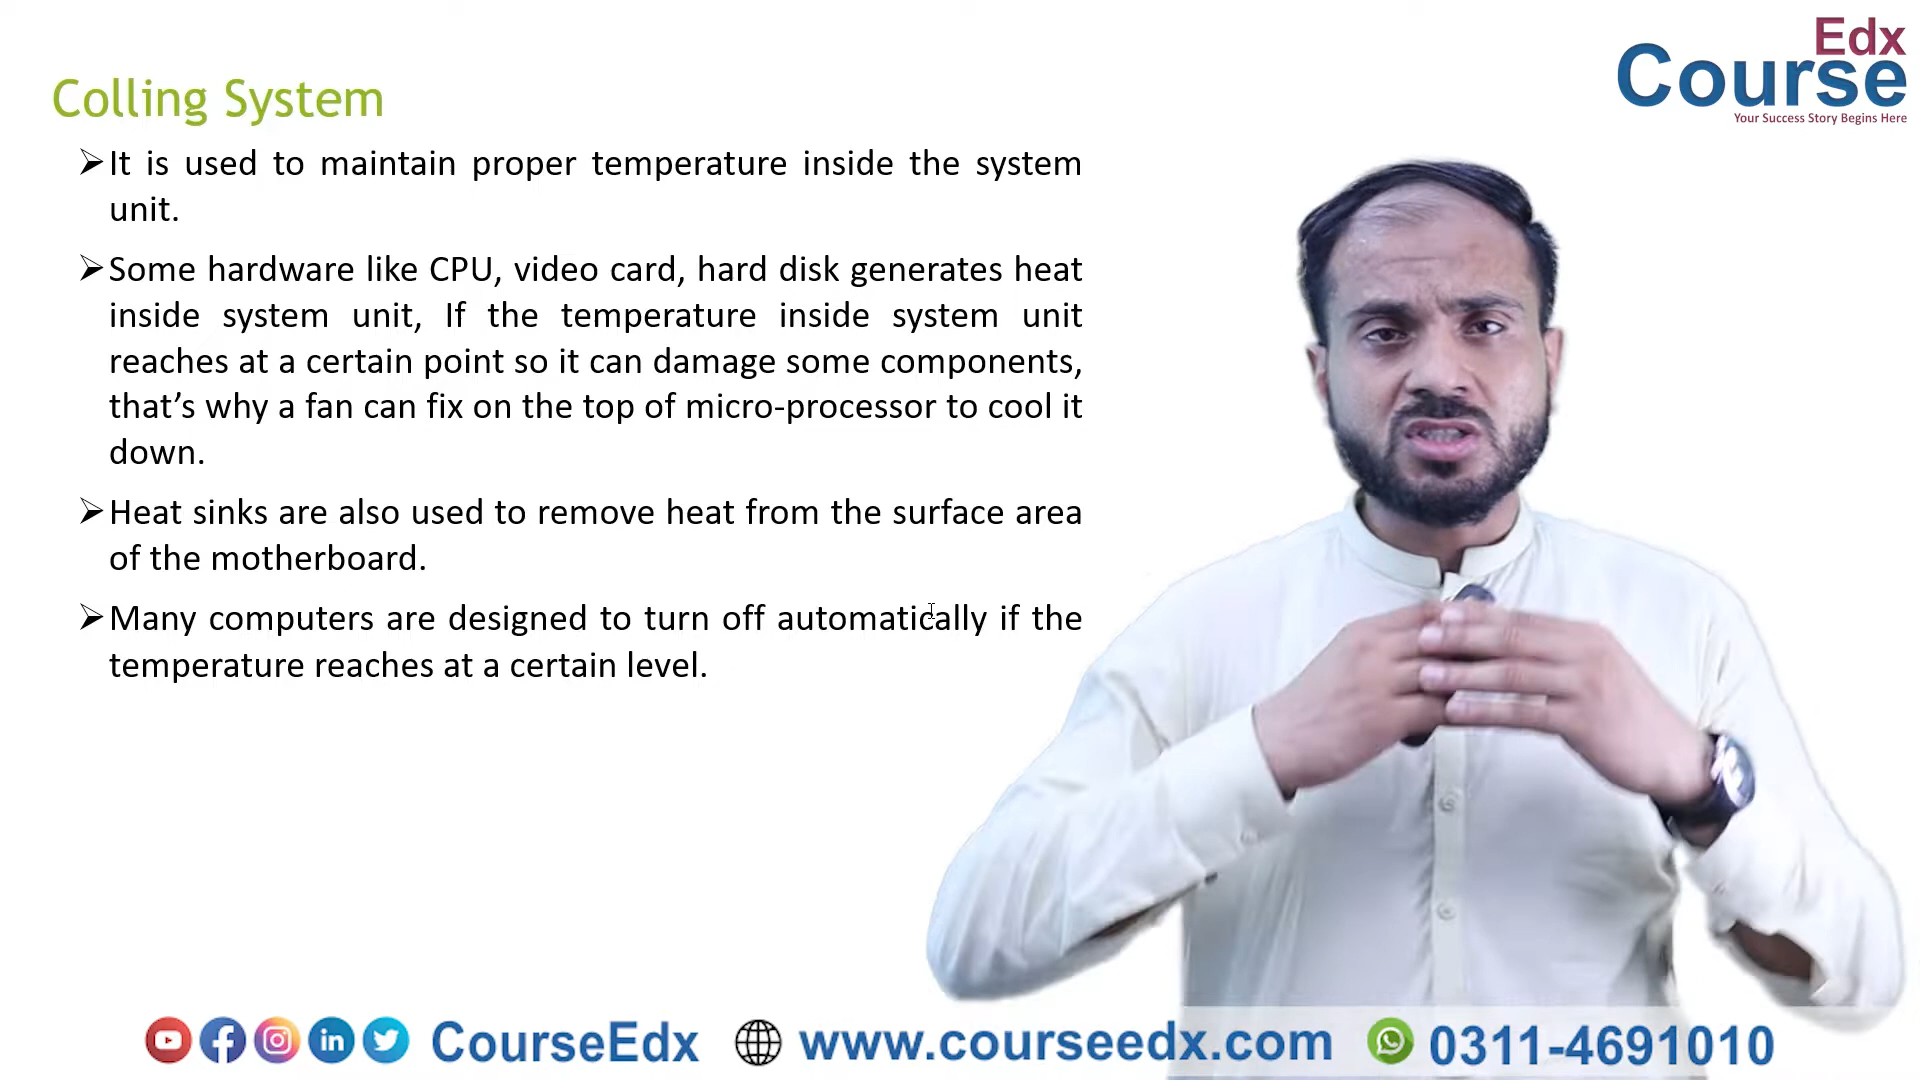 Edx
Course
Your Success Story Begins Here
Colling System
It is used to maintain proper temperature inside the system
unit.
Some hardware like CPU, video card, hard disk generates heat
inside system unit, If the temperature inside system unit
reaches at a certain point so it can damage some components,
that’s why a fan can fix on the top of micro-processor to cool it
down.
Heat sinks are also used to remove heat from the surface area
of the motherboard.
Many computers are designed to turn off automatically if the
temperature reaches at a certain level.
CourseEdx www.courseedx.com 0311-4691010